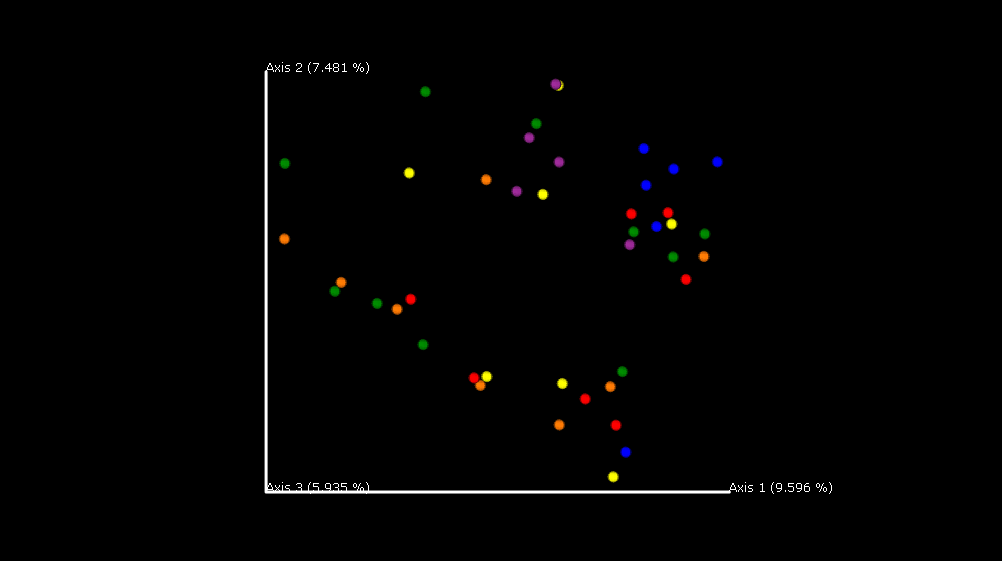 Axis 2 (7.481 %)
Axis 3 (5.935 %)
Axis 1 (9.596 %)